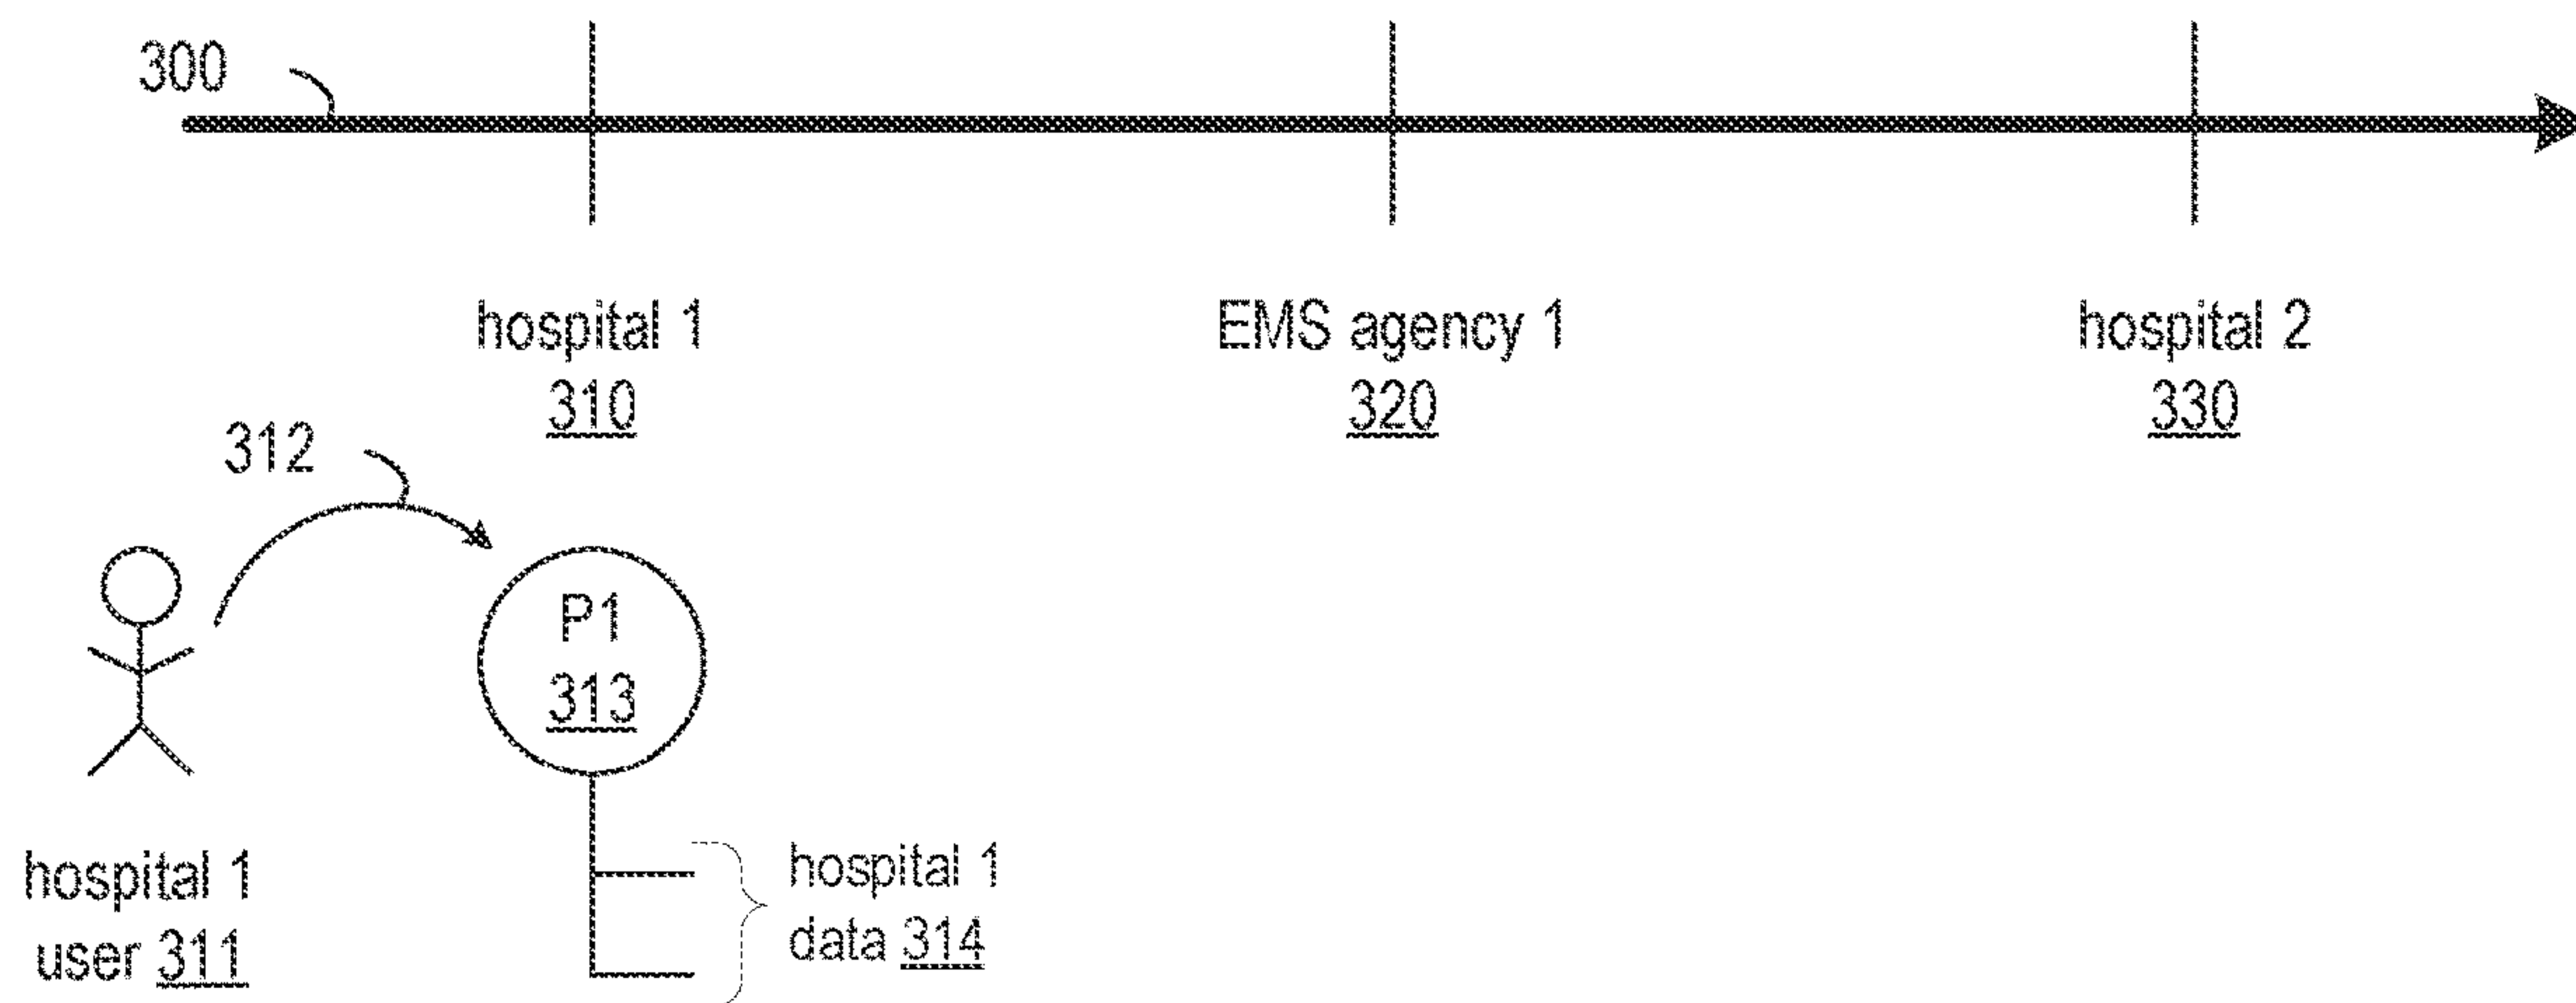 300
hospital 1
310
EMS agency 1
320
hospital 2
330
312
P1
313
hospital 1
user 311
hospital 1
data 314